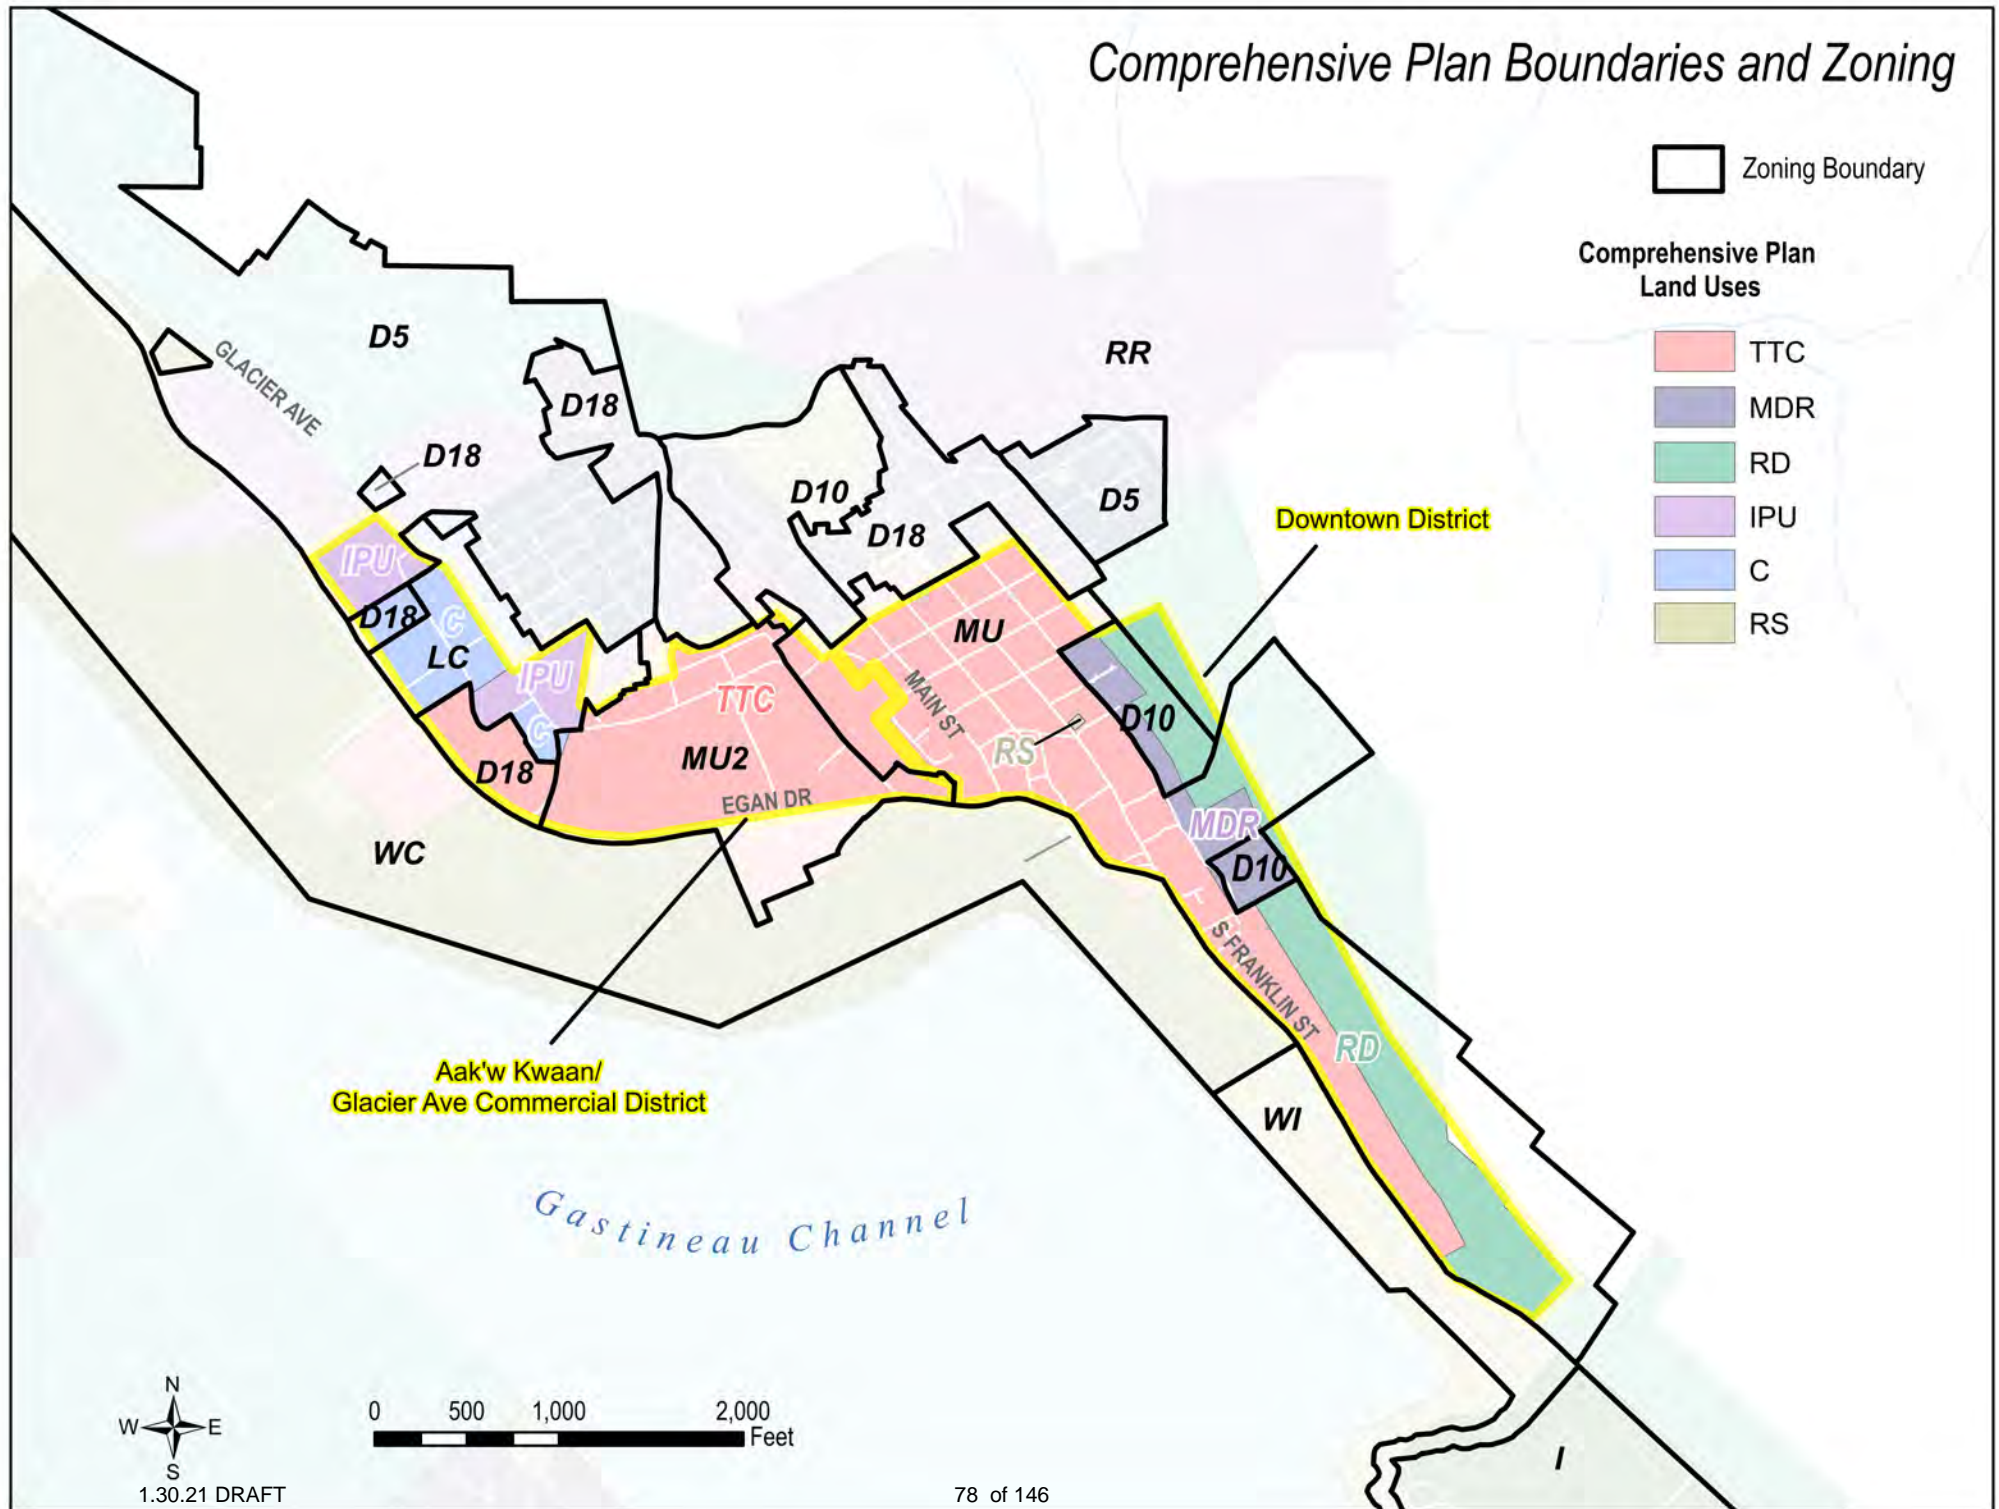 Comprehensive Plan Boundaries and Zoning
Zoning Boundary
Comprehensive Plan
Land Uses
TTC
MDR
RD
IPU
C
RS
D5
RR
GLACIER AVE
D18
D18
D10
D5
D18
Downtown District
IPU
D18
C
LC
MU
IPU
TTC
MAIN ST
D10
C
RS
MU2
D18
EGAN DR
MDR
WC
D10
S FRANKLIN ST
RD
Aak'w Kwaan/
Glacier Ave Commercial District
WI
Gastineau Channel
I
N
W E
S
0 500 1,000 2,000
Feet
1.30.21 DRAFT
78 of 146